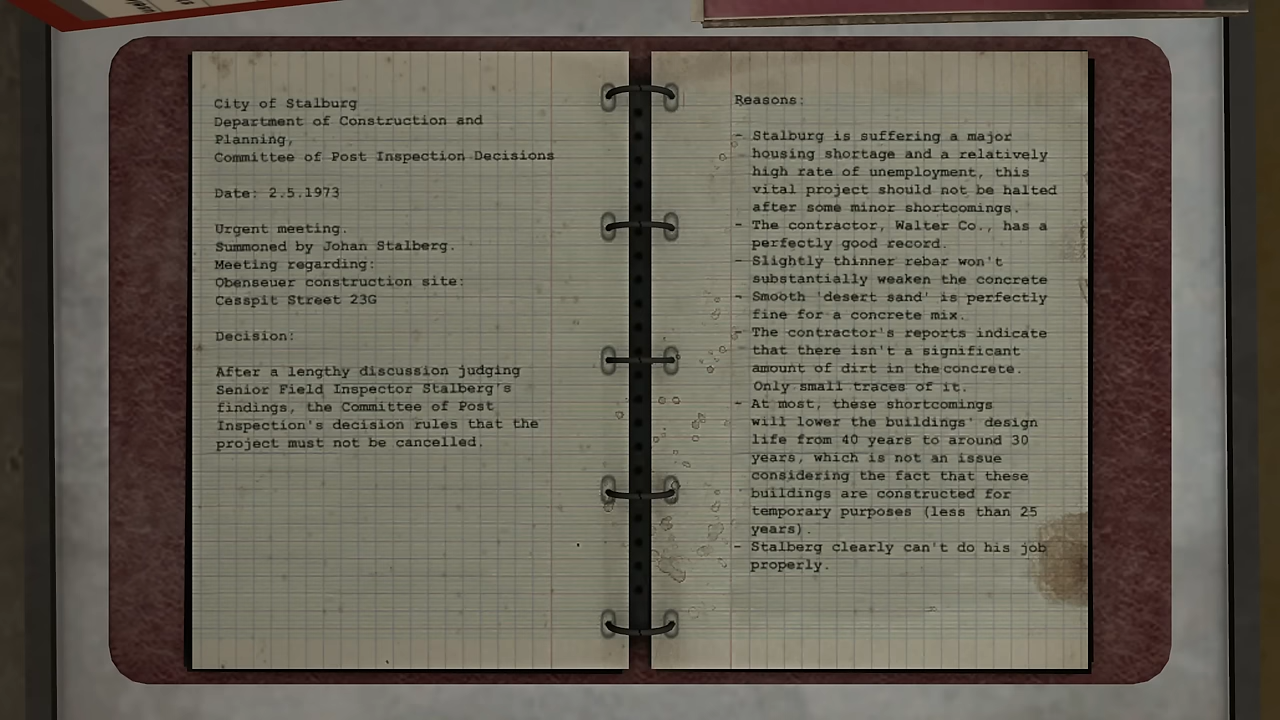 City of Stalburg
Department of Construction and
Planning,
Committee of Post Inspection Decisions
Date: 2.5.1973
Urgent meeting.
Summoned by Johan Stalberg.
Meeting regarding:
Obenseuer construction site:
Cesspit Street 23G
Decision:
After a lengthy discussion judging
Senior Field Inspector Stalberg's
findings, the Committee of Post
Inspection's decision rules that the
project must not be cancelled.
Reasons:
- Stalburg is suffering a major
housing shortage and a relatively
high rate of unemployment, this
vital project should not be halted
after some minor shortcomings.
- The contractor, Walter Co., has a
perfectly good record.
- Slightly thinner rebar won't
substantially weaken the concrete
- Smooth 'desert sand' is perfectly
fine for a concrete mix.
- The contractor's reports indicate
that there isn't a significant
amount of dirt in the concrete.
Only small traces of it.
- At most, these shortcomings
will lower the buildings' design
life from 40 years to around 30
years, which is not an issue
considering the fact that these
buildings are constructed for
temporary purposes (less than 25
years).
- Stalberg clearly can't do his job
properly.